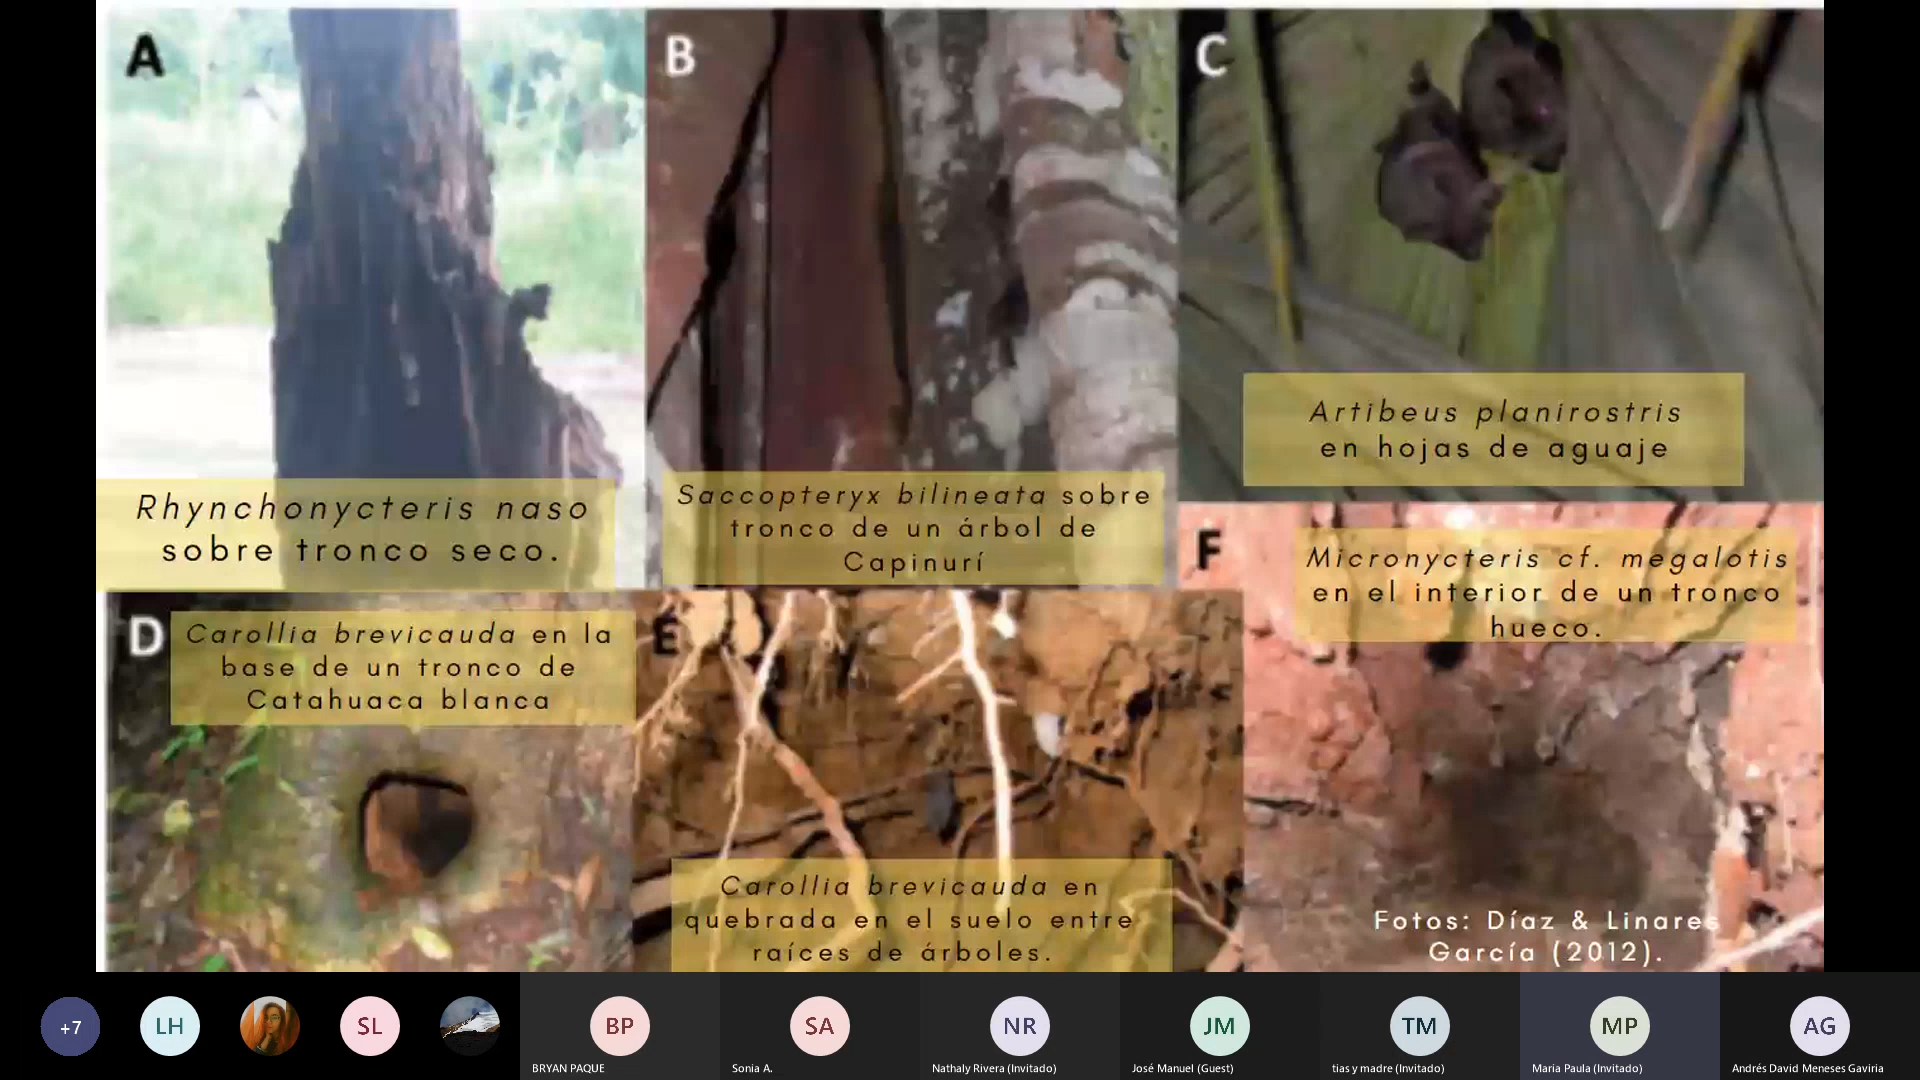 A
B
C
Rhynchonycteris naso
sobre tronco seco.
Saccopteryx bilineata sobre
tronco de un árbol de
Capinurí
Artibeus planirostris
en hojas de aguaje
D
Carollia brevicauda en la
base de un tronco de
Catahuaca blanca
E
Carollia brevicauda en
quebrada en el suelo entre
raíces de árboles.
F
Micronycteris cf. megalotis
en el interior de un tronco
hueco.
Fotos: Díaz & Linares
García (2012).
+7
LH
SL
BP
SA
NR
JM
TM
MP
AG
BRYAN PAQUE
Sonia A.
Nathaly Rivera (Invitado)
José Manuel (Guest)
tias y madre (Invitado)
Maria Paula (Invitado)
Andrés David Meneses Gaviria